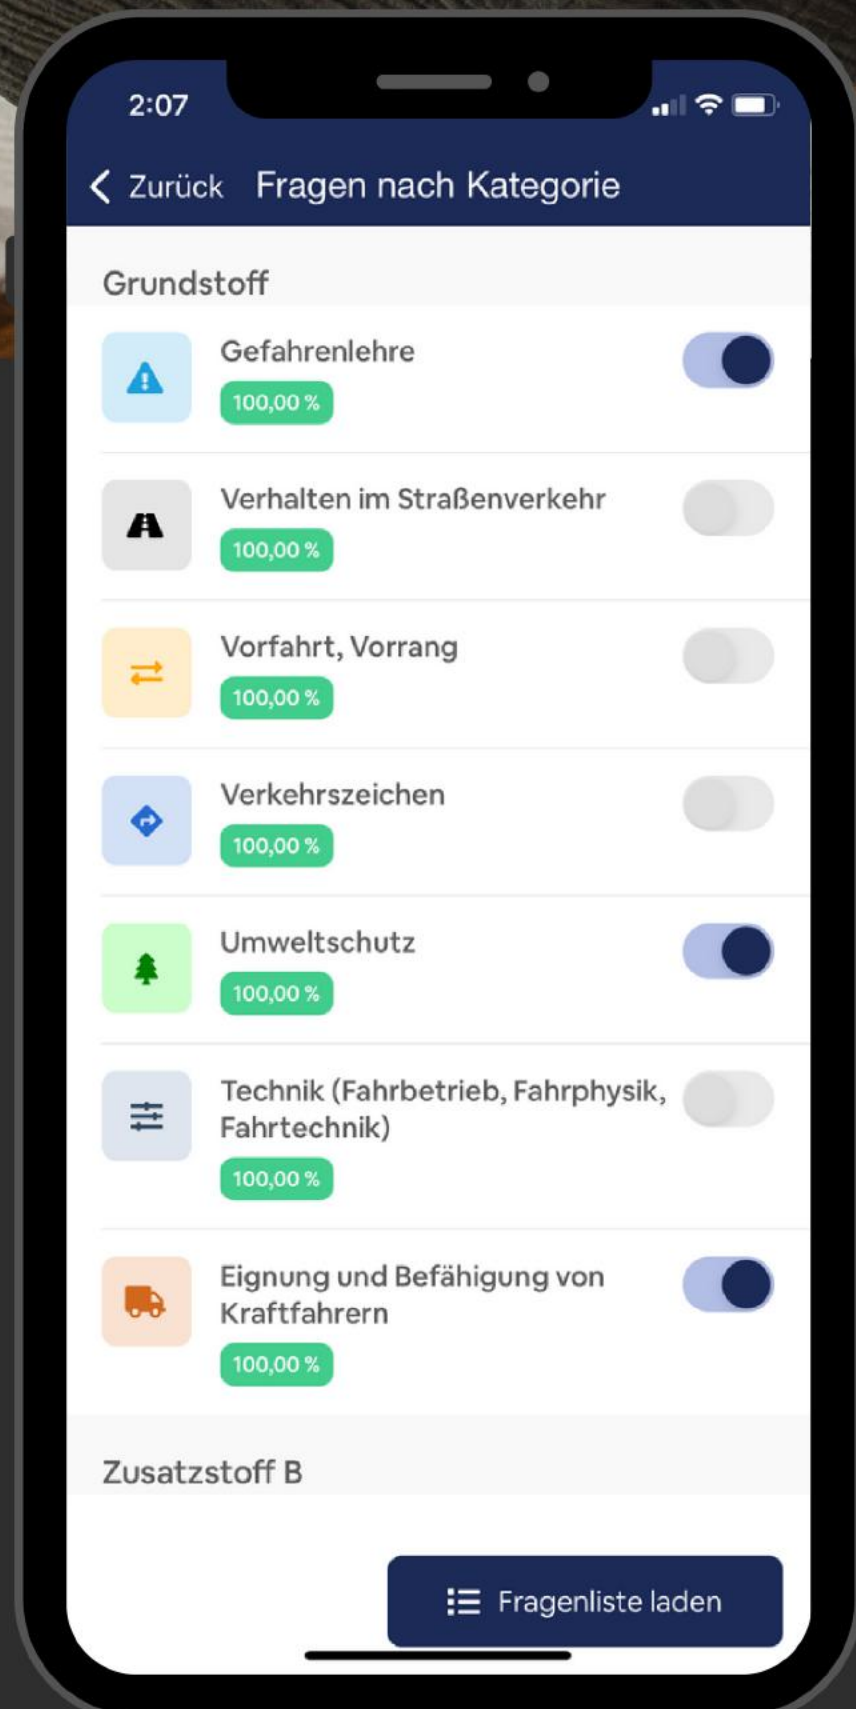 2:07
Zurück Fragen nach Kategorie
Grundstoff
Gefahrenlehre
100,00 %
Verhalten im Straßenverkehr
100,00 %
Vorfahrt, Vorrang
100,00 %
Verkehrszeichen
100,00 %
Umweltschutz
100,00 %
Technik (Fahrbetrieb, Fahrphysik,
Fahrtechnik)
100,00 %
Eignung und Befähigung von
Kraftfahrern
100,00 %
Zusatzstoff B
Fragenliste laden